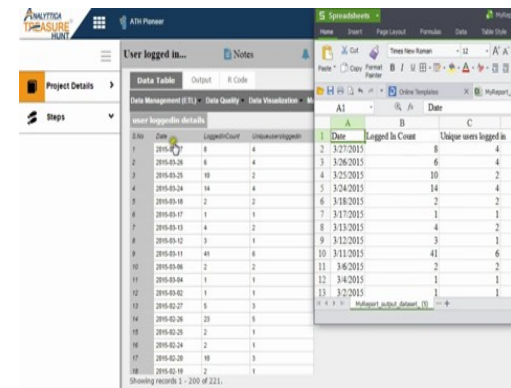 ANALYTTICA
TREASURE
HUNT
ATH Pioneer
Project Details
Steps
User logged in... Notes
Data Table Output R Code
Data Management (ETL) Data Quality Data Visualization
user loggedin details
S.No Date LoggedinCount Uniqueusersloggedin
1 8 4
2 2015-03-26 6 4
3 2015-03-25 10 2
4 2015-03-24 14 4
5 2015-03-18 2 2
6 2015-03-17 1 1
7 2015-03-13 4 2
8 2015-03-12 3 1
9 2015-03-11 41 6
10 2015-03-06 2 2
11 2015-03-04 1 1
12 2015-03-02 1 1
13 2015-02-27 5 3
14 2015-02-26 23 5
15 2015-02-25 2 1
16 2015-02-24 2 1
17 2015-02-20 10 3
18 2015-02-19 2 1
Showing records 1 - 200 of 221.
S Spreadsheets
Home Insert Page Layout Formulas Data Table Style
Paste Cut Copy Format Painter Times New Roman 12
B I U
Online Templates
A1 Date
A B C
1 Date Logged In Count Unique users logged in
2 3/27/2015 8 4
3 3/26/2015 6 4
4 3/25/2015 10 2
5 3/24/2015 14 4
6 3/18/2015 2 2
7 3/17/2015 1 1
8 3/13/2015 4 2
9 3/12/2015 3 1
10 3/11/2015 41 6
11 3/6/2015 2 2
12 3/4/2015 1 1
13 3/2/2015 1 1
MyReport_output_dataset_(1)